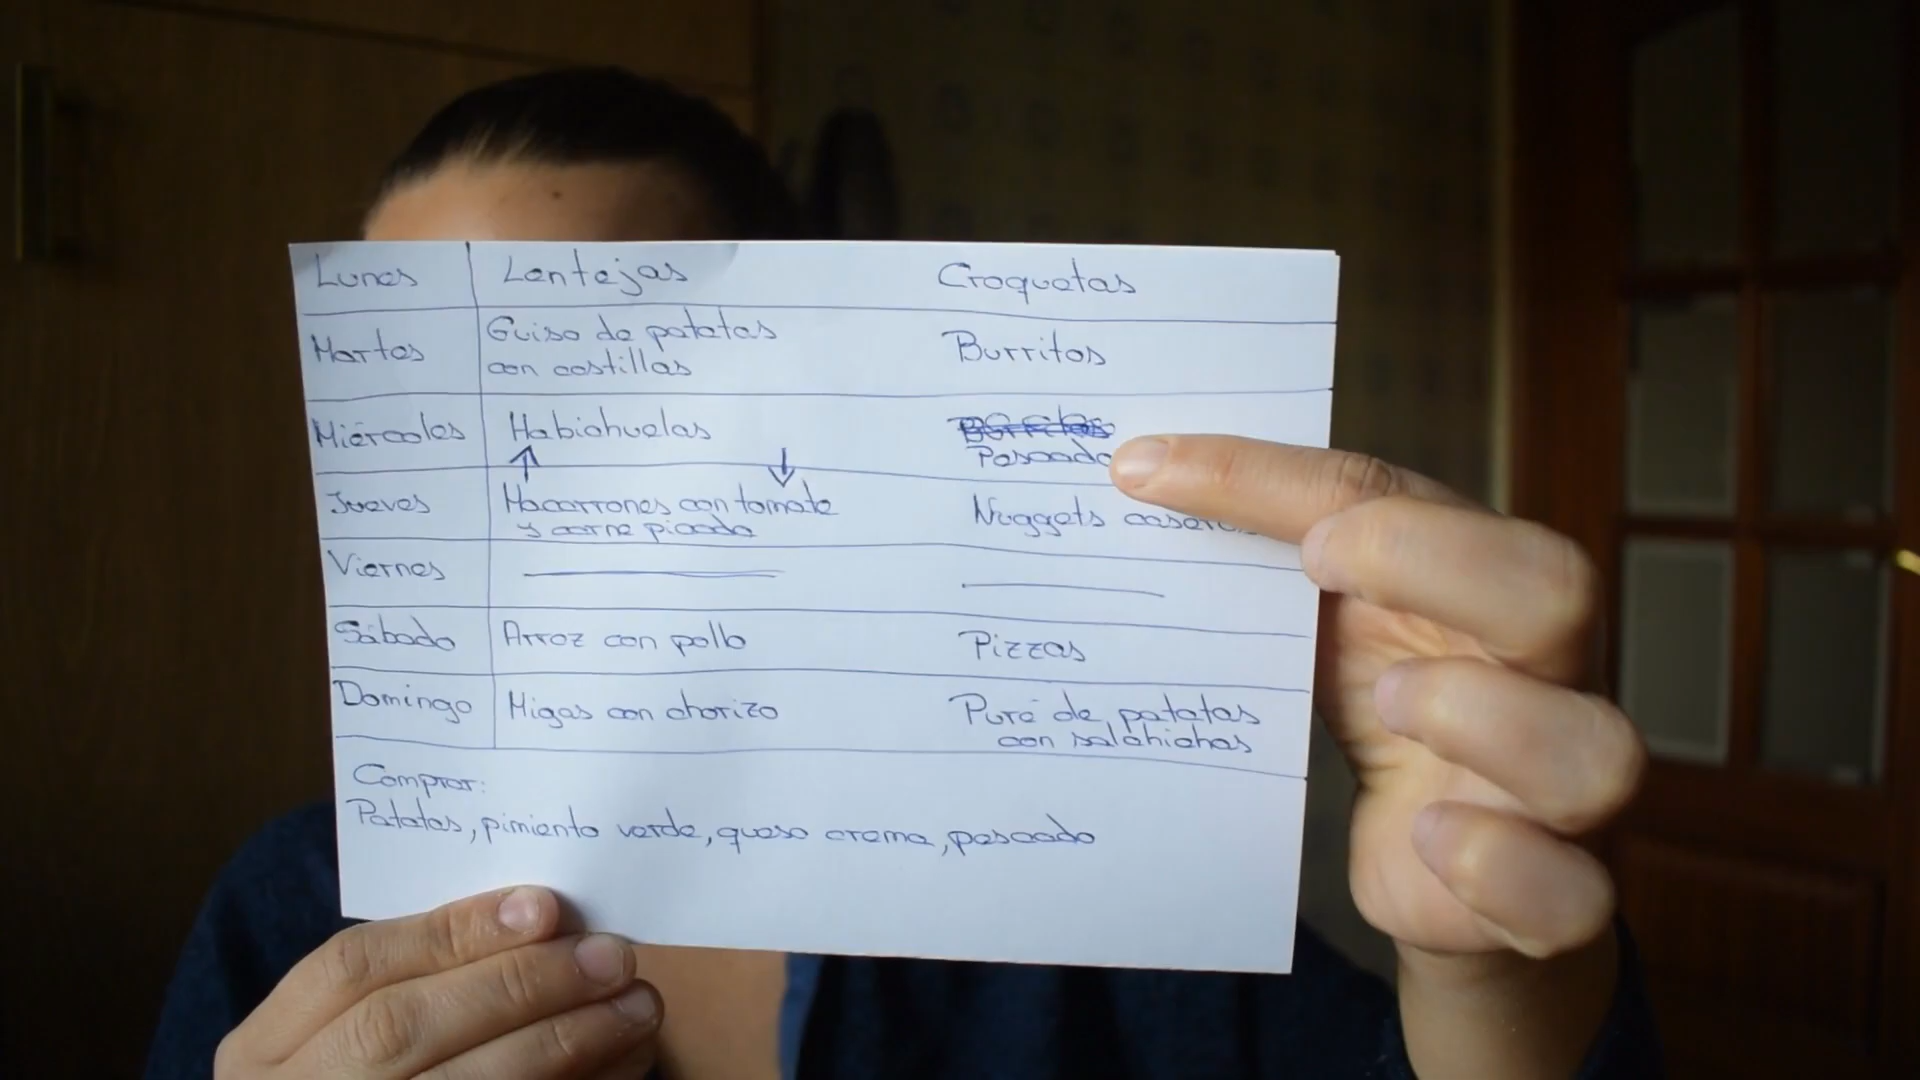 Lunes Lentejas Croquetas
Martes Guiso de patatas
con costillas Burritos
Miércoles Habichuelas Burritos
Pescado
Jueves Macarrones con tomate
y carne picada Nuggets
Viernes
Sábado Arroz con pollo Pizzas
Domingo Migas con chorizo Puré de patatas
con salchichas
Comprar:
Patatas, pimiento verde, queso crema, pescado